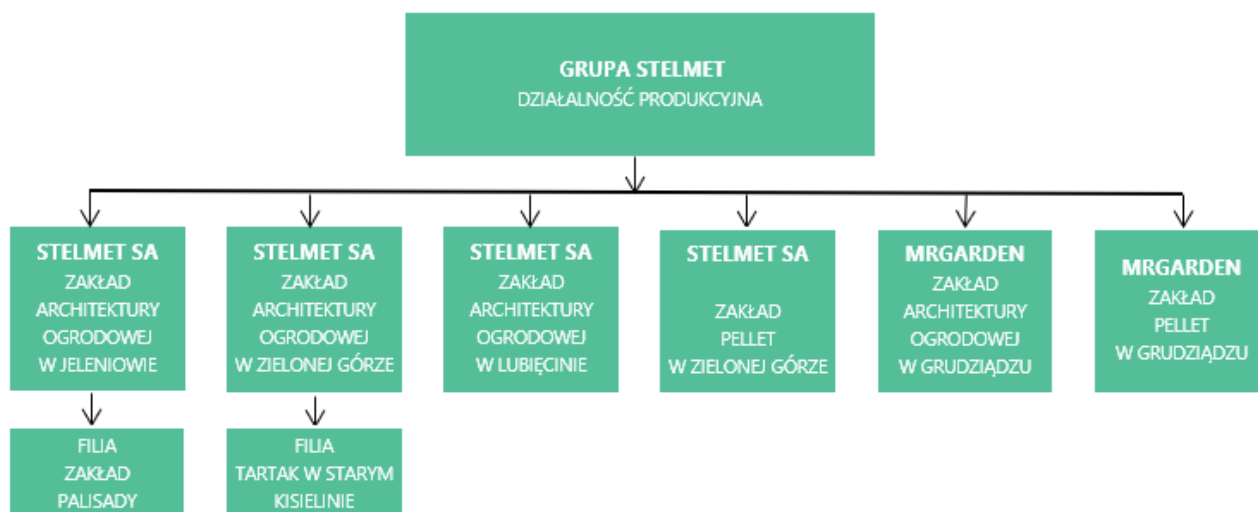 GRUPA STELMET
DZIAŁALNOŚĆ PRODUKCYJNA
STELMET SA
ZAKŁAD
ARCHITEKTURY
OGRODOWEJ
W JELENIOWIE
STELMET SA
ZAKŁAD
ARCHITEKTURY
OGRODOWEJ
W ZIELONEJ GÓRZE
STELMET SA
ZAKŁAD
ARCHITEKTURY
OGRODOWEJ
W LUBIĘCINIE
STELMET SA
ZAKŁAD
PELLET
W ZIELONEJ GÓRZE
MRGARDEN
ZAKŁAD
ARCHITEKTURY
OGRODOWEJ
W GRUDZIĄDZU
MRGARDEN
ZAKŁAD
PELLET
W GRUDZIĄDZU
FILIA
ZAKŁAD
PALISADY
FILIA
TARTAK W STARYM
KISIELINIE